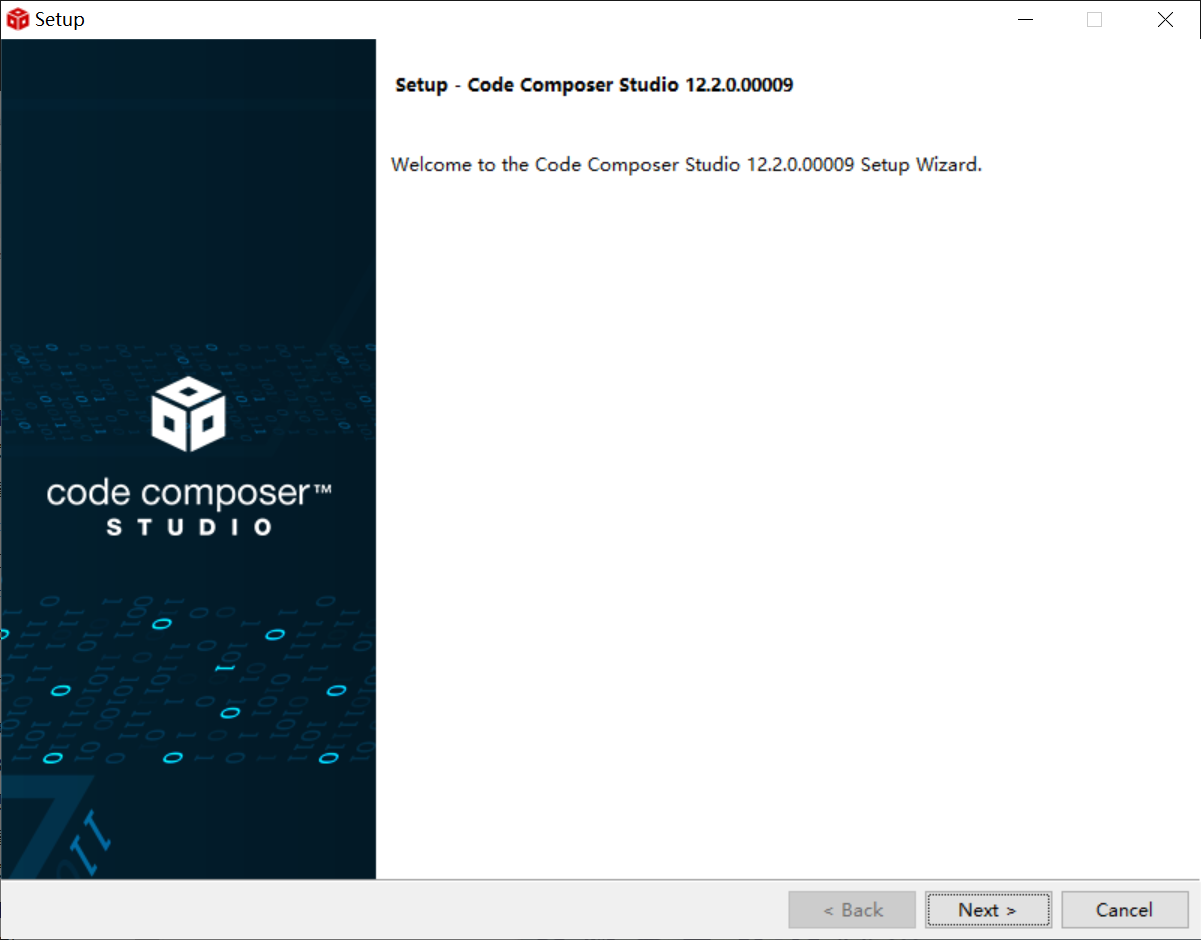 Setup
Setup - Code Composer Studio 12.2.0.00009
Welcome to the Code Composer Studio 12.2.0.00009 Setup Wizard.
code composer™
STUDIO
< Back
Next >
Cancel